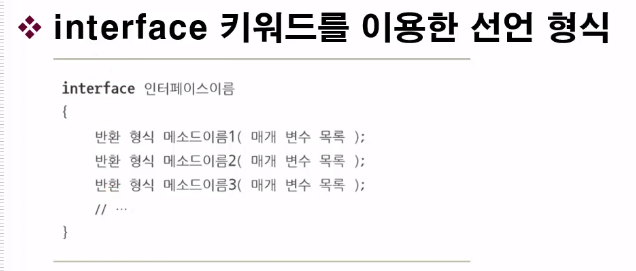 ❖ interface 키워드를 이용한 선언 형식
interface 인터페이스이름
{
반환 형식 메소드이름1( 매개 변수 목록 );
반환 형식 메소드이름2( 매개 변수 목록 );
반환 형식 메소드이름3( 매개 변수 목록 );
// …
}